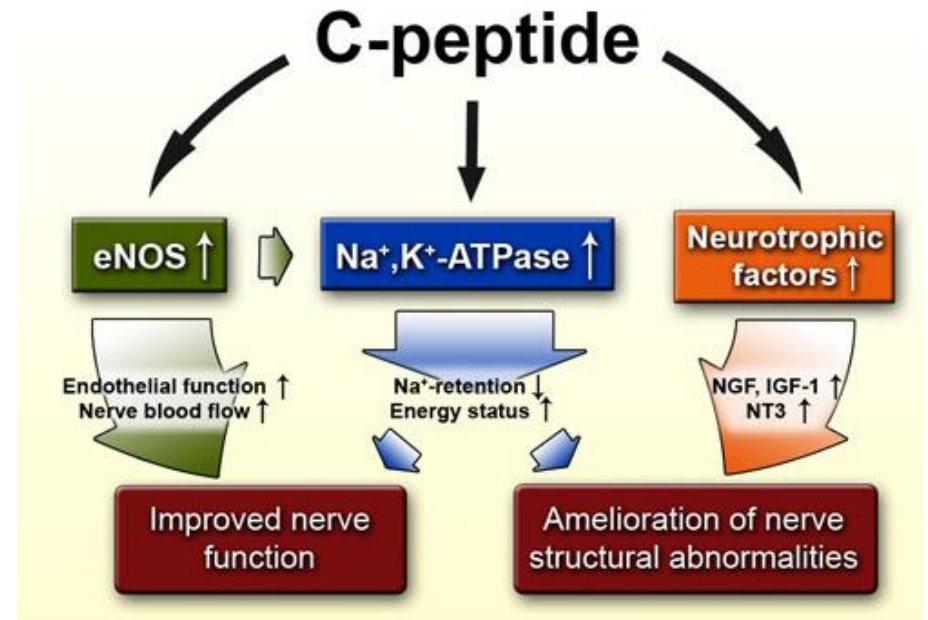 C-peptide
eNOS ↑
Na⁺,K⁺-ATPase ↑
Neurotrophic
factors ↑
Endothelial function ↑
Nerve blood flow ↑
Na⁺-retention ↓
Energy status ↑
NGF, IGF-1 ↑
NT3 ↑
Improved nerve
function
Amelioration of nerve
structural abnormalities